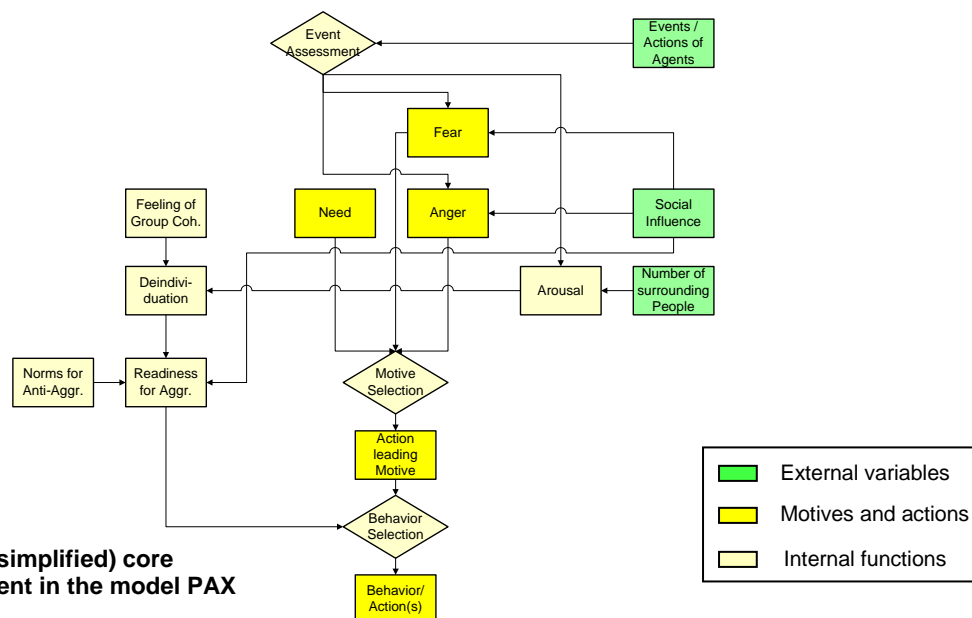 Event
Assessment
Events /
Actions of
Agents
Fear
Feeling of
Group Coh.
Need
Anger
Social
Influence
Deindivi-
duation
Arousal
Number of
surrounding
People
Norms for
Anti-Aggr.
Readiness
for Aggr.
Motive
Selection
Action
leading
Motive
Behavior
Selection
Behavior/
Action(s)
External variables
Motives and actions
Internal functions
simplified) core
ent in the model PAX